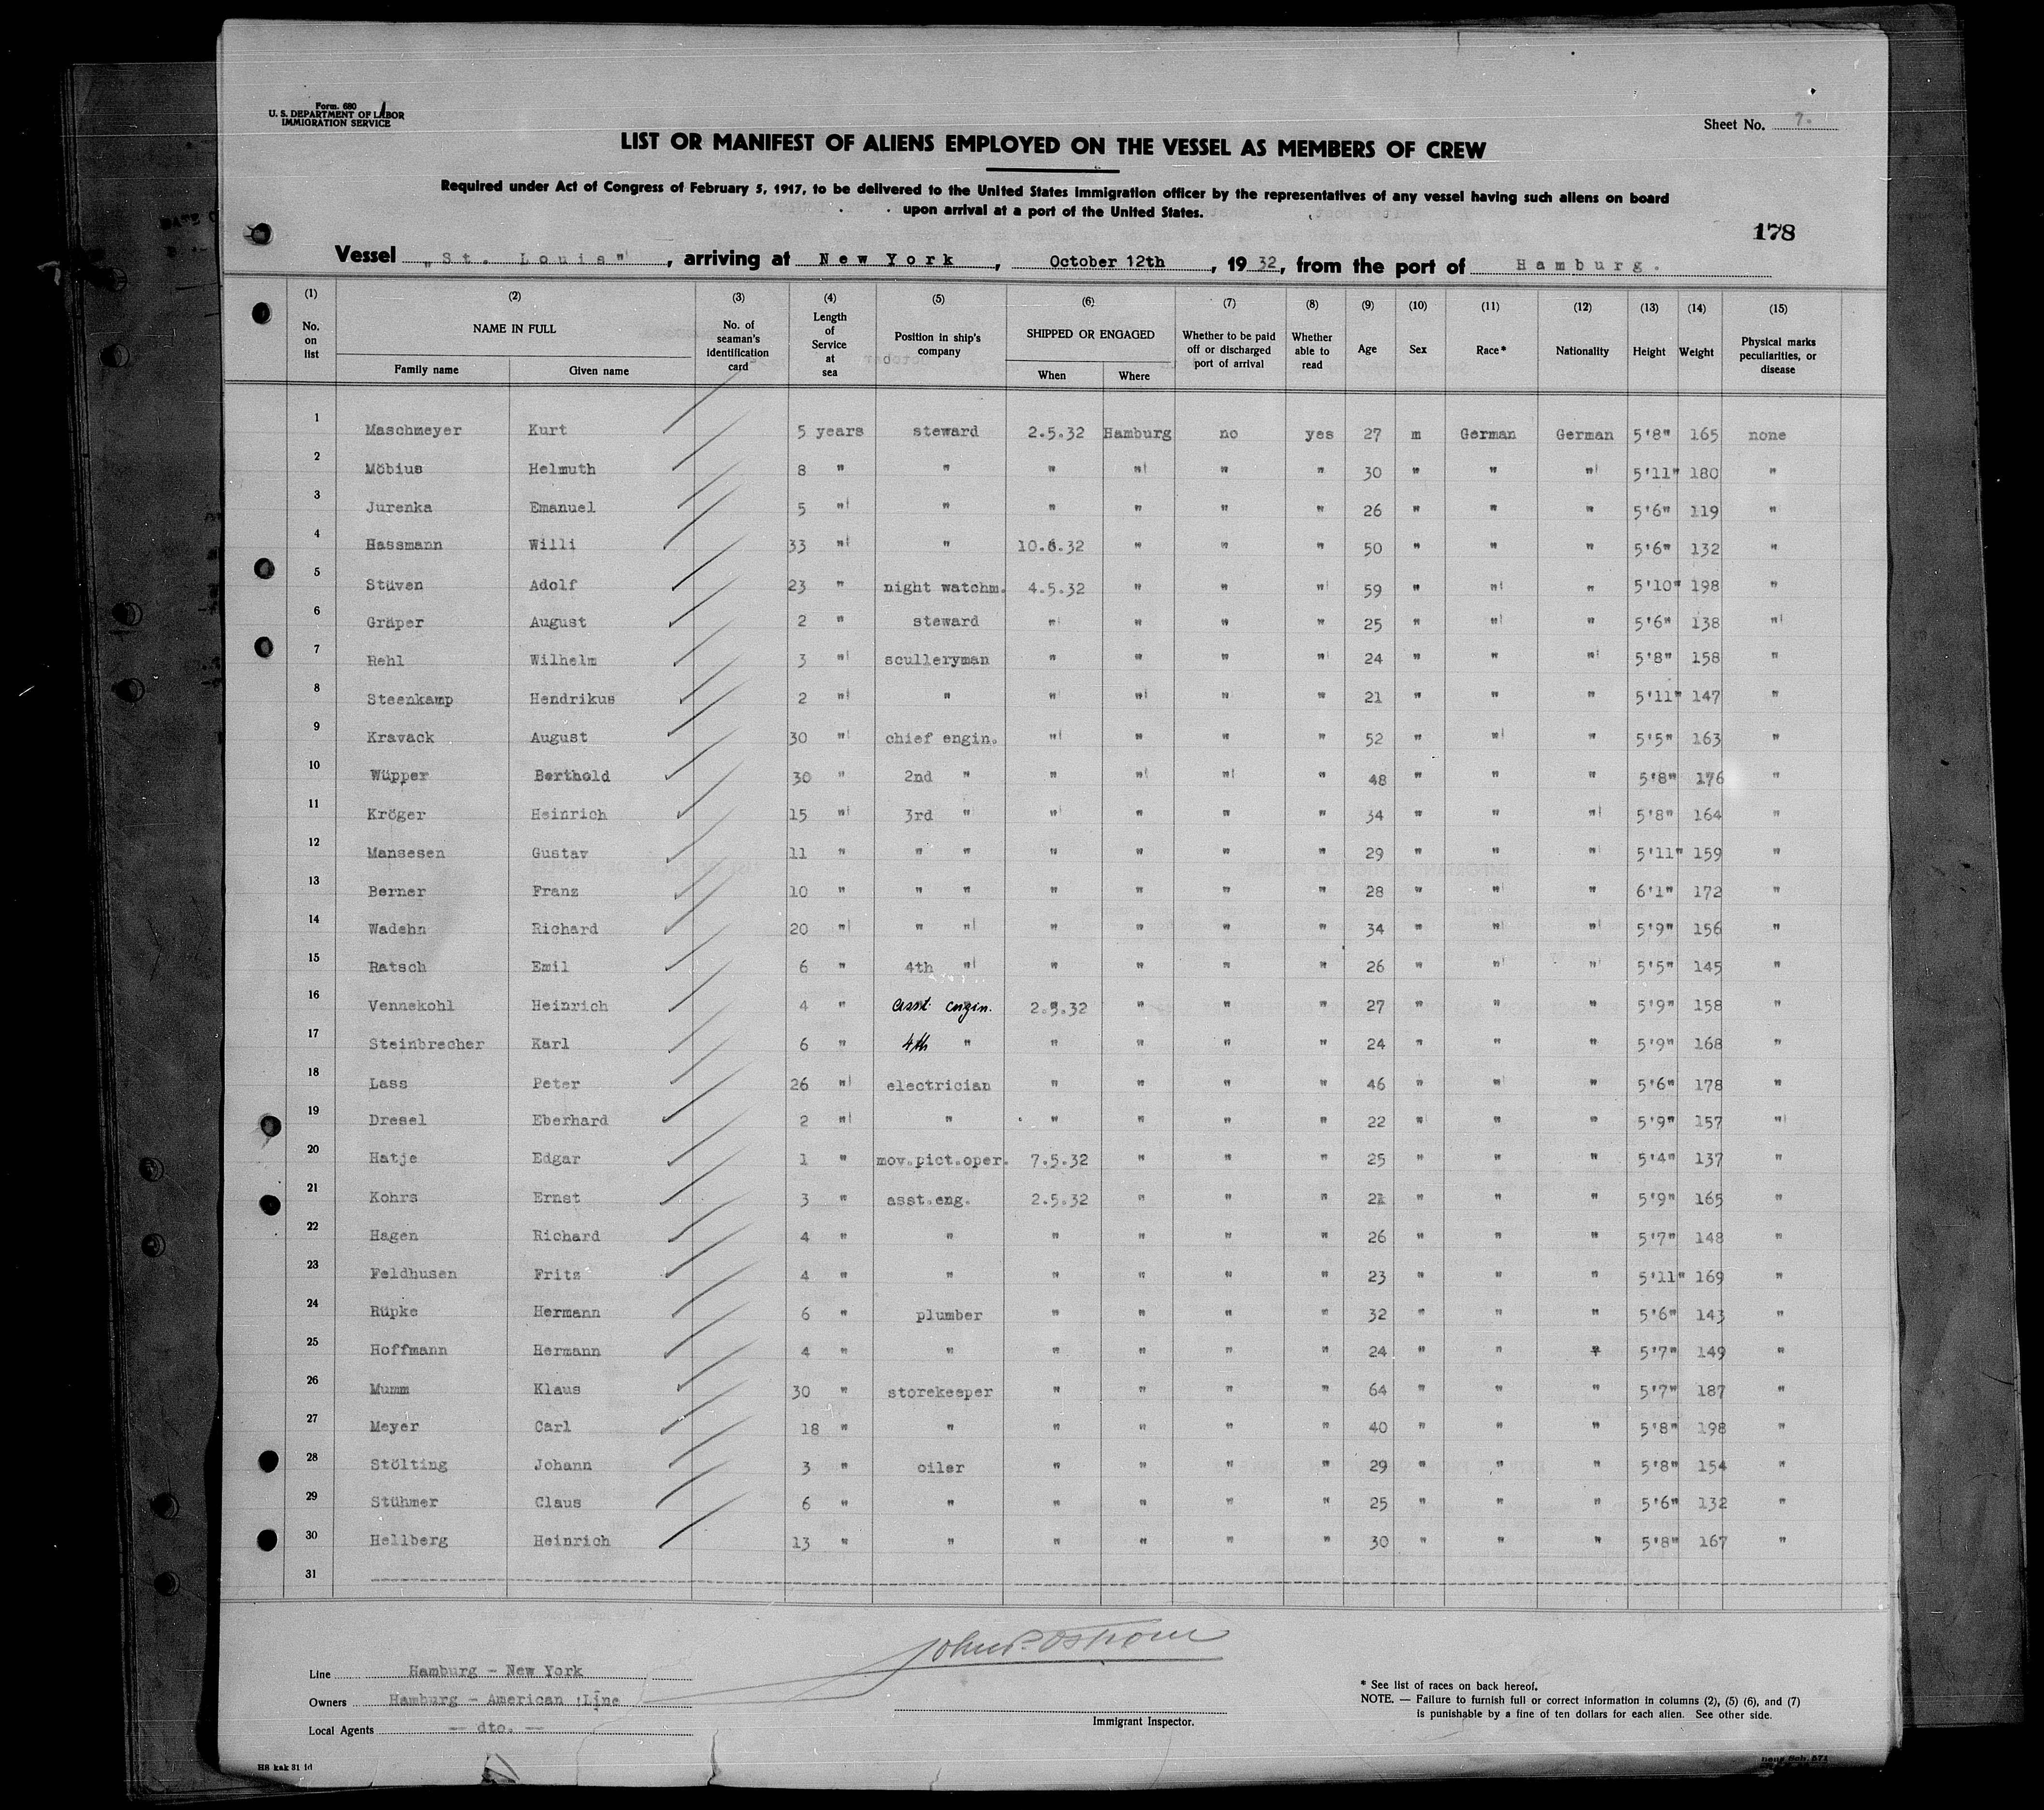 Form. 680
U. S. DEPARTMENT OF LABOR
IMMIGRATION SERVICE
Sheet No. 7.
LIST OR MANIFEST OF ALIENS EMPLOYED ON THE VESSEL AS MEMBERS OF CREW
Required under Act of Congress of February 5, 1917, to be delivered to the United States Immigration officer by the representatives of any vessel having such aliens on board
upon arrival at a port of the United States.
178
Vessel „St. Louis", arriving at New York, October 12th, 1932, from the port of Hamburg.
(1) (2) (3) (4) (5) (6) (7) (8) (9) (10) (11) (12) (13) (14) (15)
No. on list NAME IN FULL Family name Given name No. of seaman's identification card Length of Service at sea Position in ship's company SHIPPED OR ENGAGED When Where Whether to be paid off or discharged port of arrival Whether able to read Age Sex Race* Nationality Height Weight Physical marks peculiarities, or disease
1 Maschmeyer Kurt 5 years steward 2.5.32 Hamburg no yes 27 m German German 5'8" 165 none
2 Möbius Helmuth 8 " " " " " " 30 " " " 5'11" 180 "
3 Jurenka Emanuel 5 " " " " " " 26 " " " 5'6" 119 "
4 Hassmann Willi 33 " " 10.6.32 " " " 50 " " " 5'6" 132 "
5 Stüven Adolf 23 " night watchm. 4.5.32 " " " 59 " " " 5'10" 198 "
6 Gräper August 2 " steward " " " " 25 " " " 5'6" 138 "
7 Rehl Wilhelm 3 " sculleryman " " " " 24 " " " 5'8" 158 "
8 Steenkamp Hendrikus 2 " " " " " " 21 " " " 5'11" 147 "
9 Kravack August 30 " chief engin. " " " " 52 " " " 5'5" 163 "
10 Wüpper Berthold 30 " 2nd " " " " " 48 " " " 5'8" 176 "
11 Kröger Heinrich 15 " 3rd " " " " " 34 " " " 5'8" 164 "
12 Mansesen Gustav 11 " " " " " " " 29 " " " 5'11" 159 "
13 Berner Franz 10 " " " " " " " 28 " " " 6'1" 172 "
14 Wadehn Richard 20 " " " " " " " 34 " " " 5'9" 156 "
15 Ratsch Emil 6 " 4th " " " " " 26 " " " 5'5" 145 "
16 Vennekohl Heinrich 4 " asst. engin. 2.5.32 " " " 27 " " " 5'9" 158 "
17 Steinbrecher Karl 6 " 4th " " " " " 24 " " " 5'9" 168 "
18 Lass Peter 26 " electrician " " " " 46 " " " 5'6" 178 "
19 Dresel Eberhard 2 " " " " " " 22 " " " 5'9" 157 "
20 Hatje Edgar 1 " mov.pict.oper. 7.5.32 " " " 25 " " " 5'4" 137 "
21 Kohrs Ernst 3 " asst.eng. 2.5.32 " " " " " " 5'9" 165 "
22 Hagen Richard 4 " " " " " " 26 " " " 5'7" 148 "
23 Feldhusen Fritz 4 " " " " " " 23 " " " 5'11" 169 "
24 Rüpke Hermann 6 " plumber " " " " 32 " " " 5'6" 143 "
25 Hoffmann Hermann 4 " " " " " " 24 " " " 5'7" 149 "
26 Mumm Klaus 30 " storekeeper " " " " 64 " " " 5'7" 187 "
27 Meyer Carl 18 " " " " " " 40 " " " 5'8" 198 "
28 Stölting Johann 3 " oiler " " " " 29 " " " 5'8" 154 "
29 Stühmer Claus 6 " " " " " " 25 " " " 5'6" 132 "
30 Hellberg Heinrich 13 " " " " " " 30 " " " 5'8" 167 "
31
John P. Ostrom
Line Hamburg - New York
Owners Hamburg - American Line
Local Agents — dto. —
Immigrant Inspector.
* See list of races on back hereof.
NOTE. — Failure to furnish full or correct information in columns (2), (5) (6), and (7)
is punishable by a fine of ten dollars for each alien. See other side.
HB kak 31 1d
Sch. 571